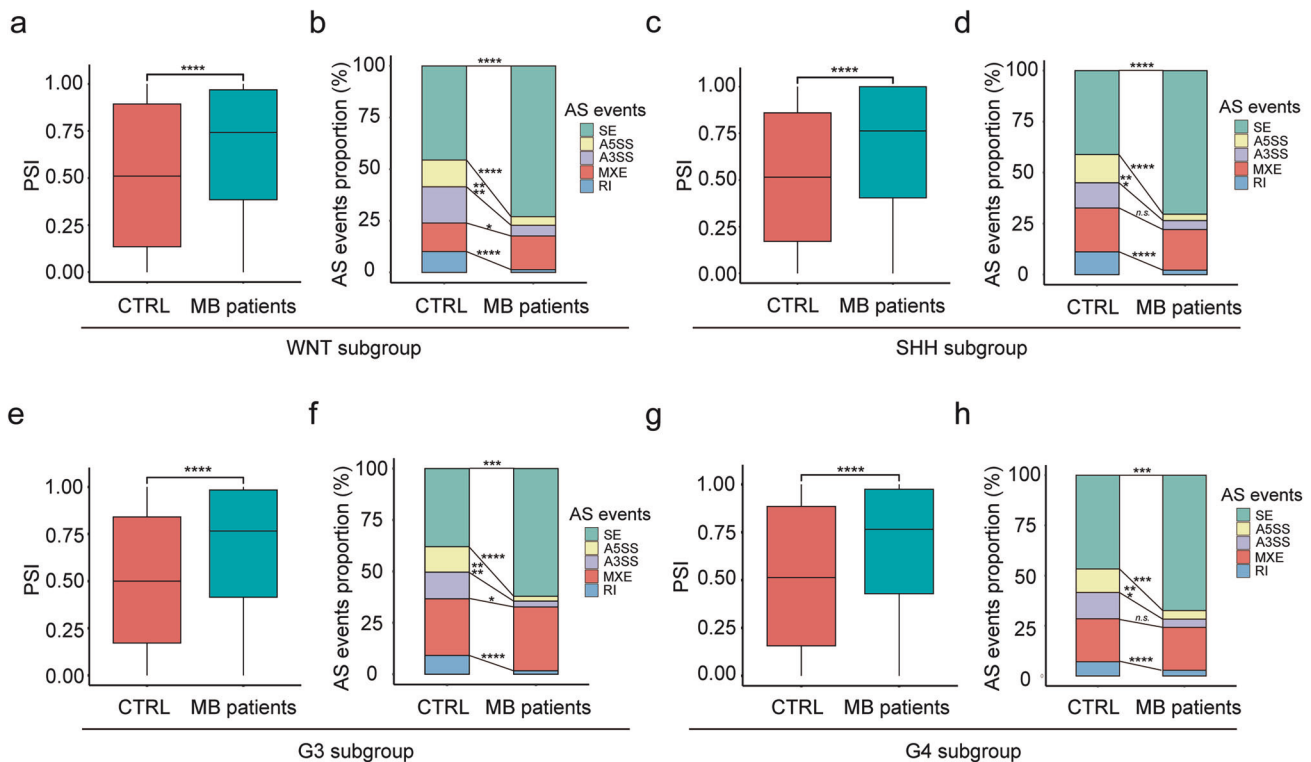 a
PSI
1.00
0.75
0.50
0.25
0.00
****
CTRL
MB patients
b
AS events proportion (%)
100
75
50
25
0
****
****
**
**
*
****
CTRL
MB patients
AS events
SE
A5SS
A3SS
MXE
RI
WNT subgroup
c
PSI
1.00
0.75
0.50
0.25
0.00
****
CTRL
MB patients
d
AS events proportion (%)
100
75
50
25
0
****
****
**
*
n.s.
****
CTRL
MB patients
AS events
SE
A5SS
A3SS
MXE
RI
SHH subgroup
e
PSI
1.00
0.75
0.50
0.25
0.00
****
CTRL
MB patients
f
AS events proportion (%)
100
75
50
25
0
***
****
**
**
*
****
CTRL
MB patients
AS events
SE
A5SS
A3SS
MXE
RI
G3 subgroup
g
PSI
1.00
0.75
0.50
0.25
0.00
****
CTRL
MB patients
h
AS events proportion (%)
100
75
50
25
0
***
***
**
*
n.s.
****
CTRL
MB patients
AS events
SE
A5SS
A3SS
MXE
RI
G4 subgroup